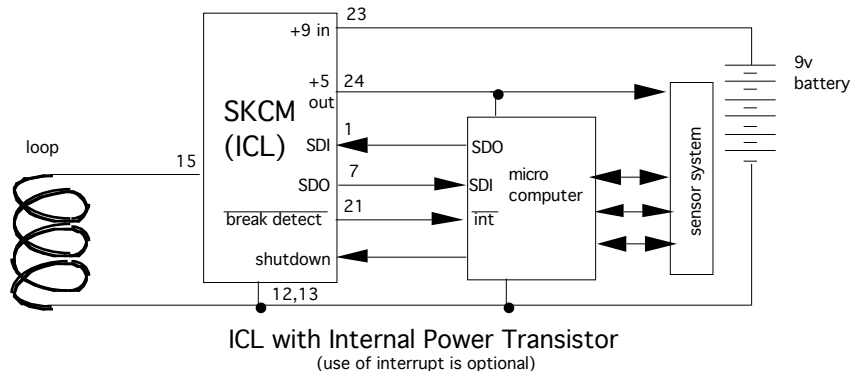 23
+9 in
9v
battery
+5
out
24
SKCM
(ICL)
loop
15
SDI
1
SDO
SDO
7
SDI
micro
computer
sensor system
break detect
21
int
shutdown
12,13
ICL with Internal Power Transistor
(use of interrupt is optional)